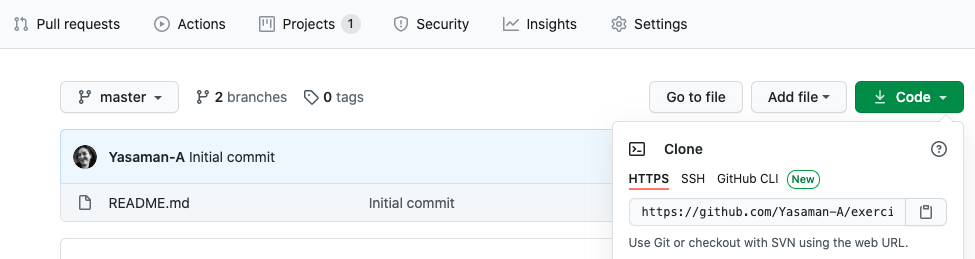 Pull requests Actions Projects 1 Security Insights Settings
master 2 branches 0 tags Go to file Add file Code
Yasaman-A Initial commit
Clone
HTTPS SSH GitHub CLI New
README.md Initial commit
https://github.com/Yasaman-A/exerci
Use Git or checkout with SVN using the web URL.